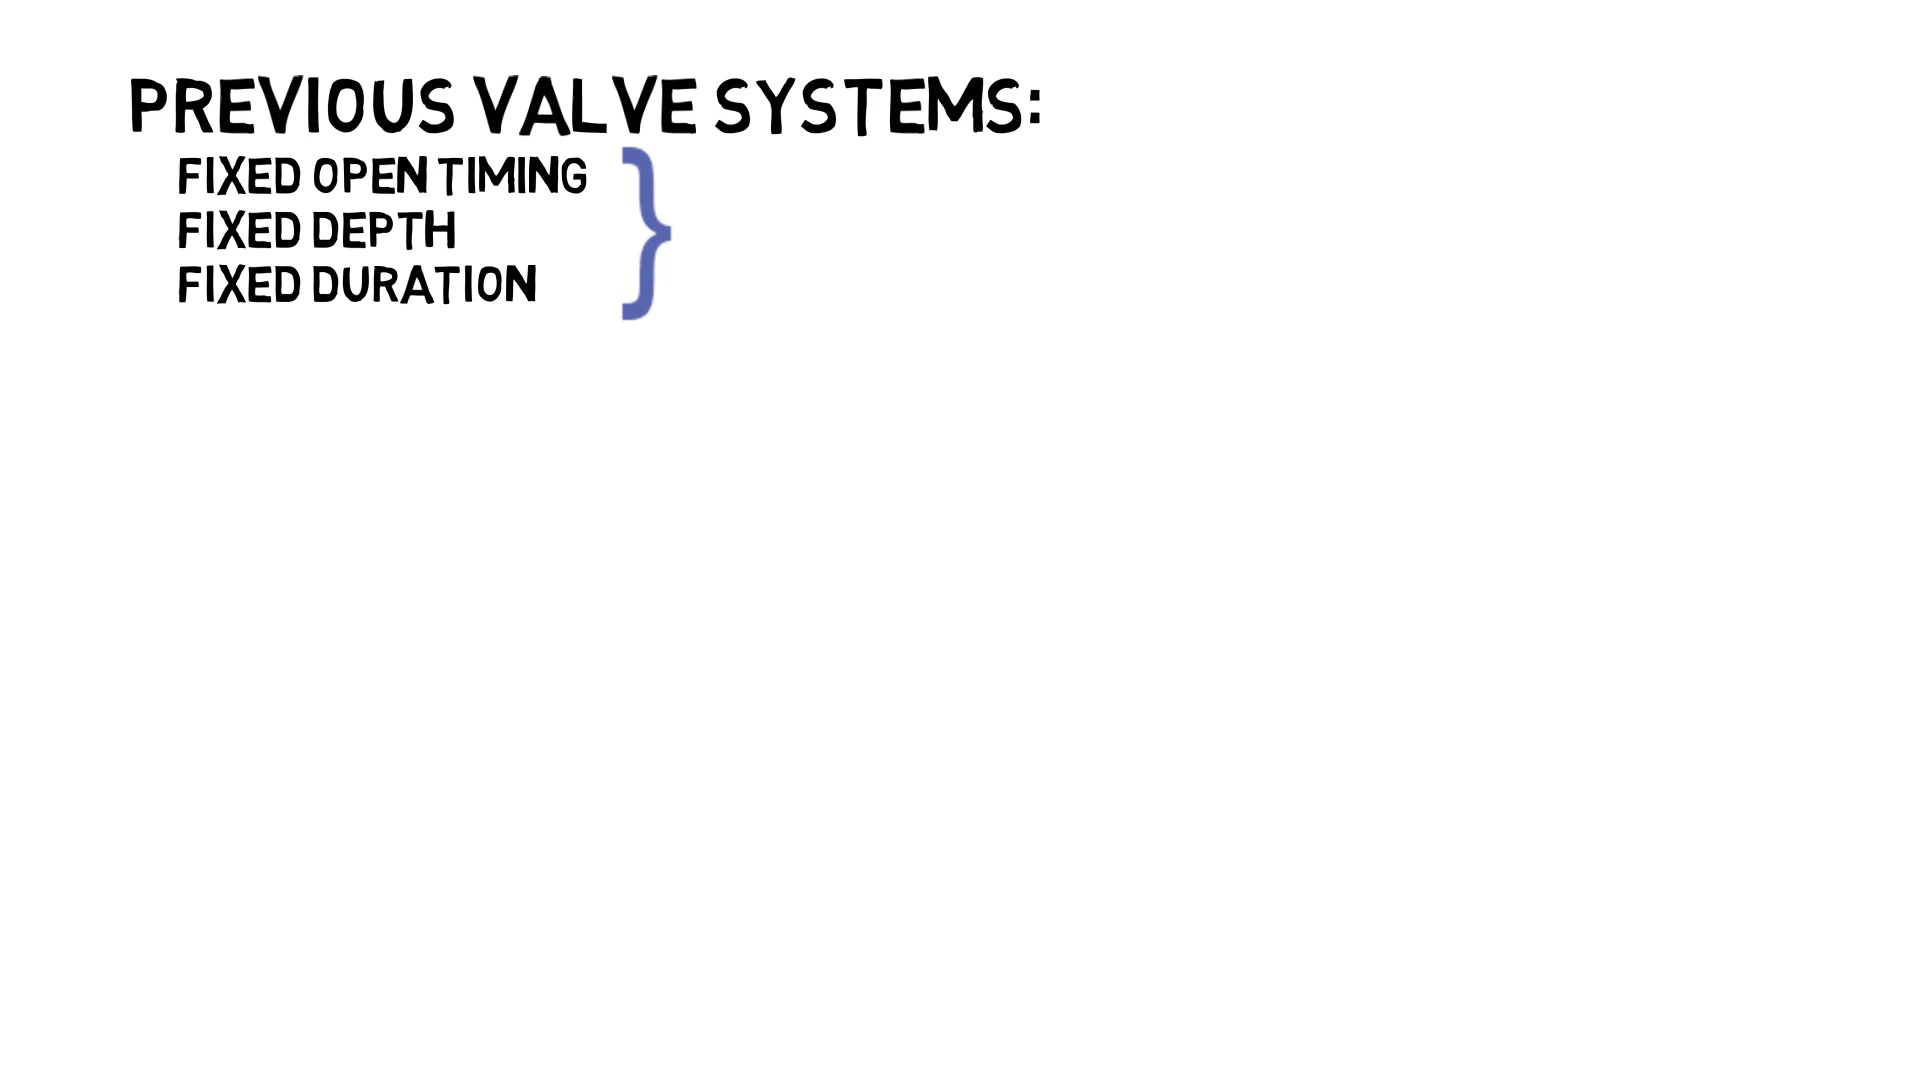 PREVIOUS VALVE SYSTEMS:
FIXED OPEN TIMING
FIXED DEPTH
FIXED DURATION
}